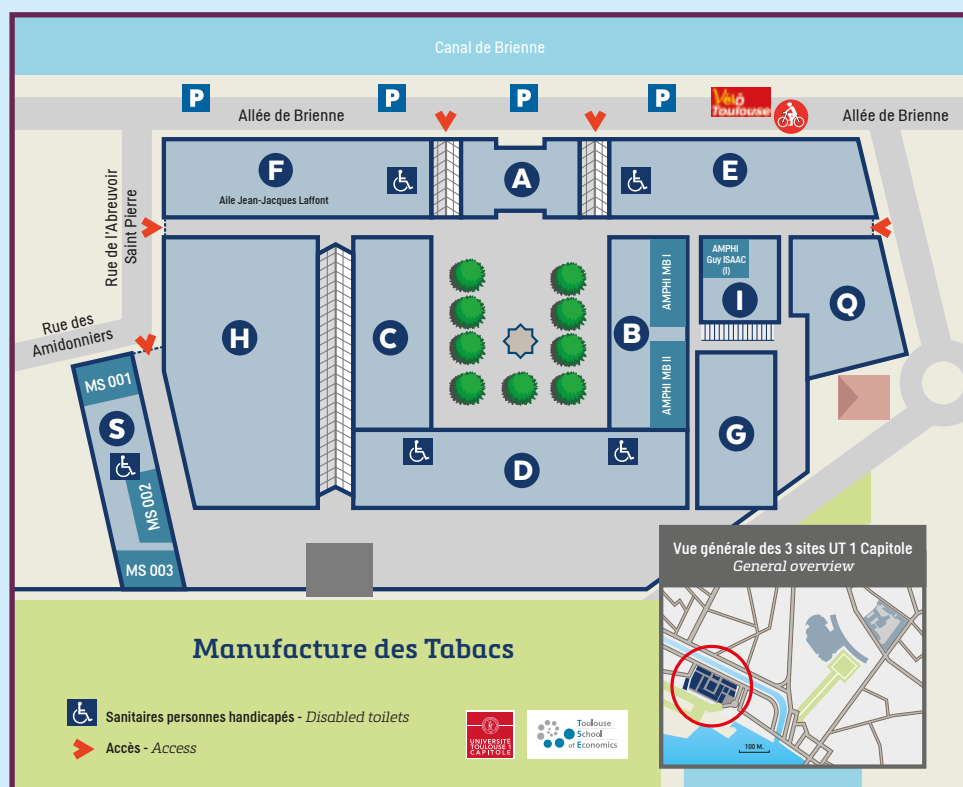 Canal de Brienne
P
P
P
P
Vélô
Toulouse
Allée de Brienne
Allée de Brienne
Rue de l'Abreuvoir
Saint Pierre
F
Aile Jean-Jacques Laffont
A
E
Rue des
Amidonniers
H
C
B
AMPHI MB I
AMPHI MB II
AMPHI
Guy ISAAC
(I)
I
Q
G
D
MS 001
S
MS 002
MS 003
Vue générale des 3 sites UT 1 Capitole
General overview
100 M.
Manufacture des Tabacs
Sanitaires personnes handicapés - Disabled toilets
Accès - Access
UNIVERSITÉ
TOULOUSE 1
CAPITOLE
Toulouse
School
of Economics